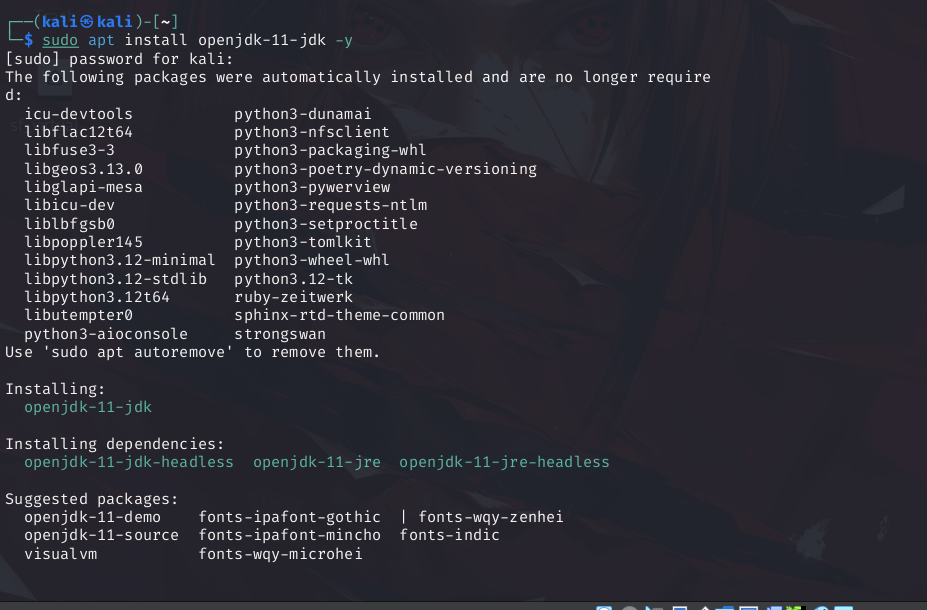 ┌──(kali㉿kali)-[~]
└─$ sudo apt install openjdk-11-jdk -y
[sudo] password for kali:
The following packages were automatically installed and are no longer require
d:
icu-devtools python3-dunamai
libflac12t64 python3-nfsclient
libfuse3-3 python3-packaging-whl
libgeos3.13.0 python3-poetry-dynamic-versioning
libglapi-mesa python3-pywerview
libicu-dev python3-requests-ntlm
liblbfgsb0 python3-setproctitle
libpoppler145 python3-tomlkit
libpython3.12-minimal python3-wheel-whl
libpython3.12-stdlib python3.12-tk
libpython3.12t64 ruby-zeitwerk
libutempter0 sphinx-rtd-theme-common
python3-aioconsole strongswan
Use 'sudo apt autoremove' to remove them.
Installing:
openjdk-11-jdk
Installing dependencies:
openjdk-11-jdk-headless openjdk-11-jre openjdk-11-jre-headless
Suggested packages:
openjdk-11-demo fonts-ipafont-gothic | fonts-wqy-zenhei
openjdk-11-source fonts-ipafont-mincho fonts-indic
visualvm fonts-wqy-microhei